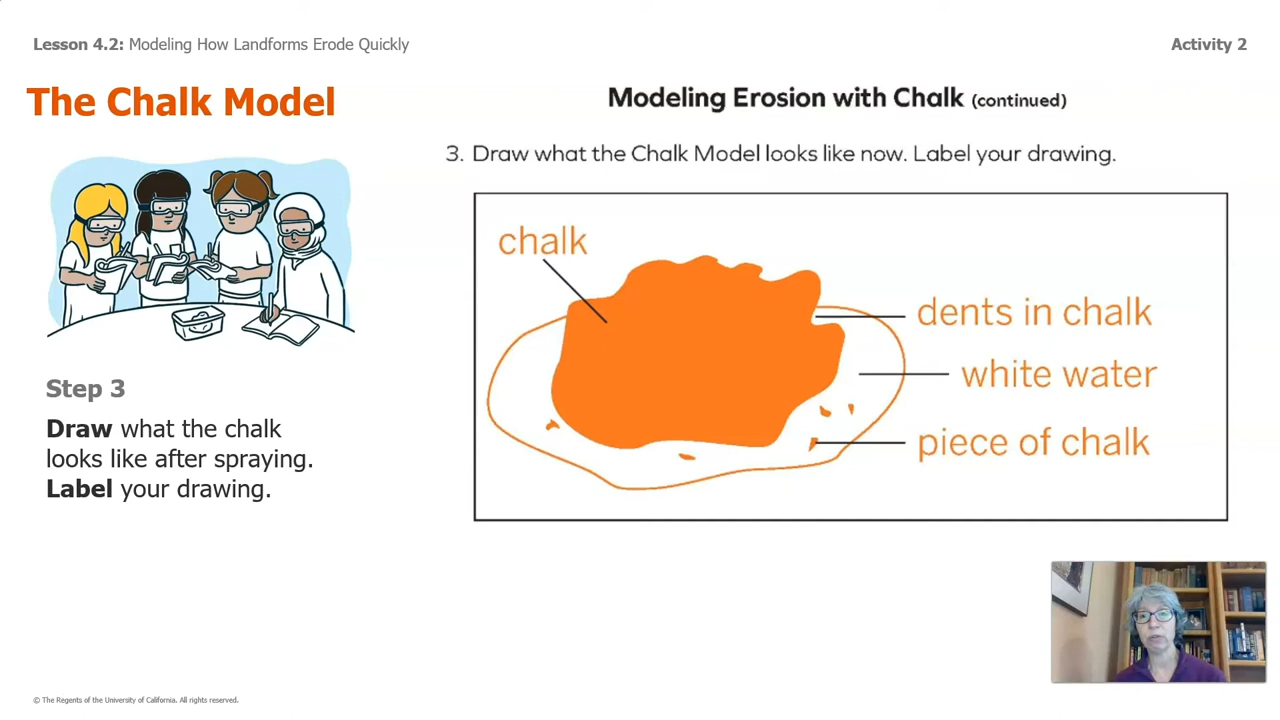 Lesson 4.2: Modeling How Landforms Erode Quickly
Activity 2
The Chalk Model
Step 3
Draw what the chalk
looks like after spraying.
Label your drawing.
Modeling Erosion with Chalk (continued)
3. Draw what the Chalk Model looks like now. Label your drawing.
chalk
dents in chalk
white water
piece of chalk
© The Regents of the University of California. All rights reserved.